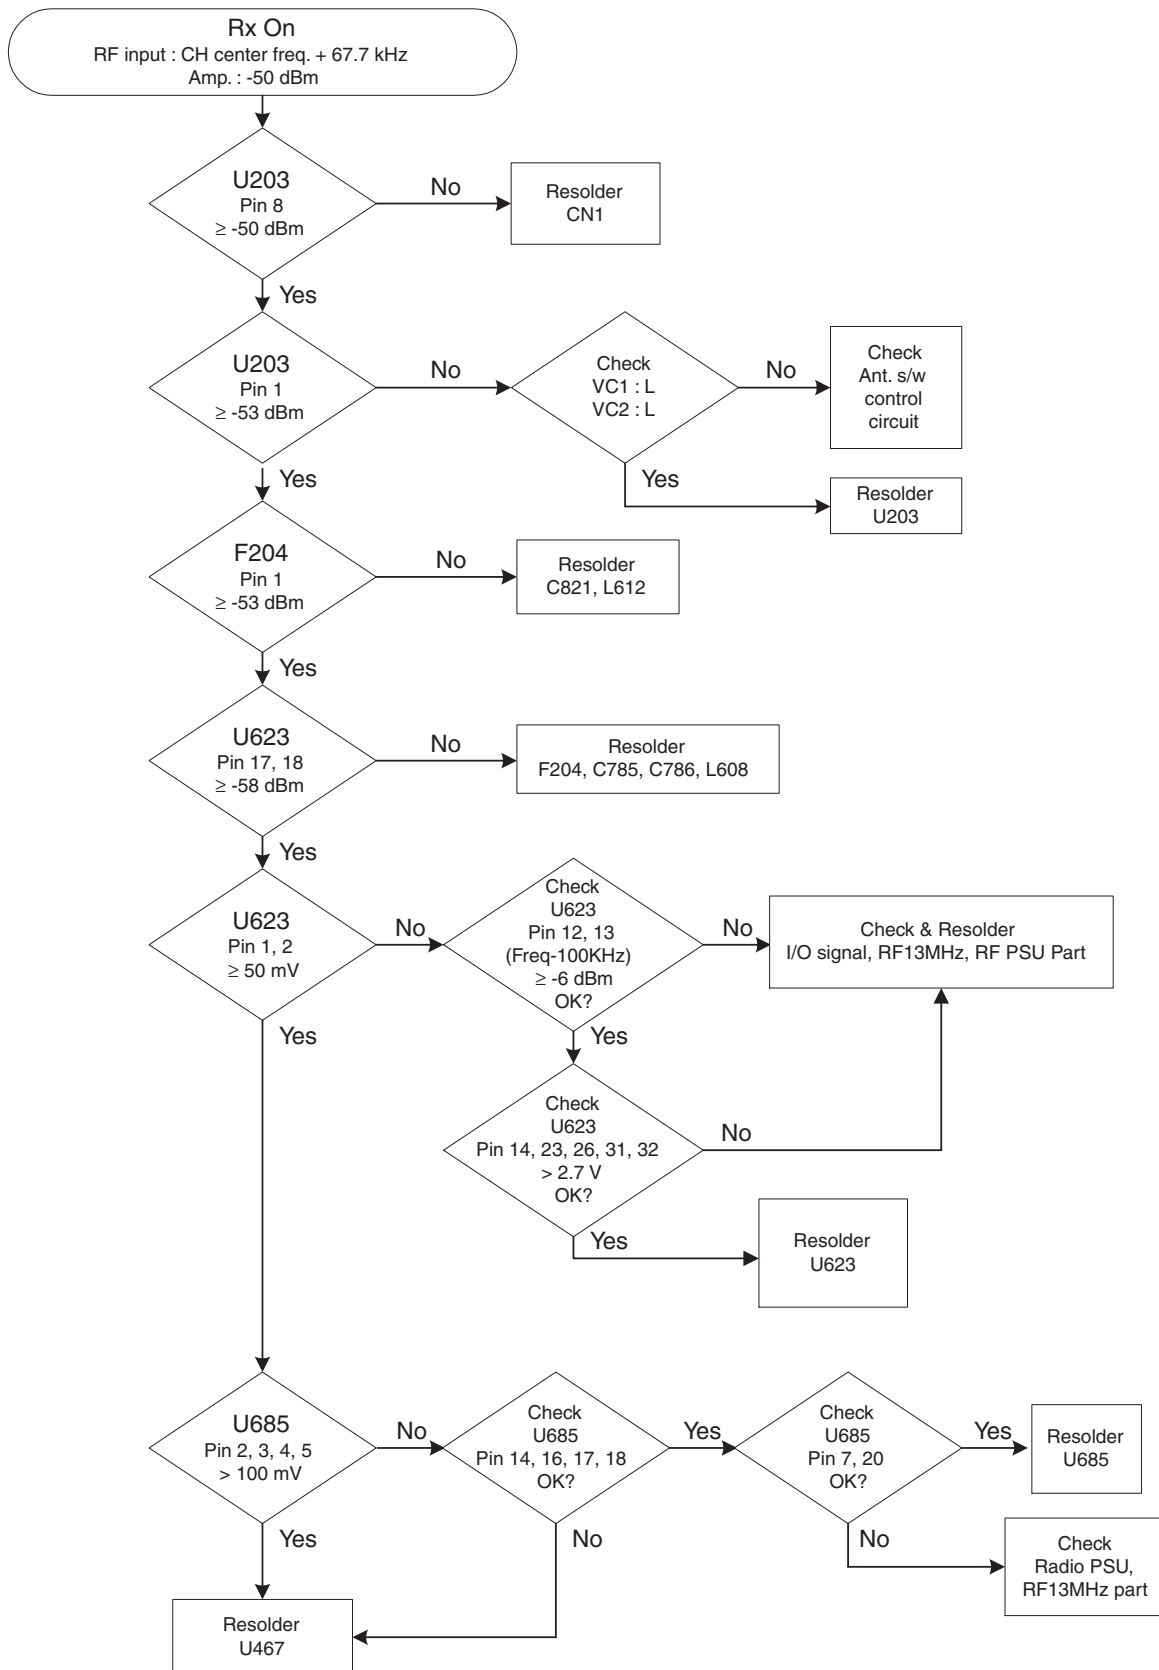 Rx On
RF input : CH center freq. + 67.7 kHz
Amp. : -50 dBm
U203
Pin 8
≥ -50 dBm
No
Resolder
CN1
Yes
U203
Pin 1
≥ -53 dBm
No
Check
VC1 : L
VC2 : L
No
Check
Ant. s/w
control
circuit
Yes
Yes
Resolder
U203
F204
Pin 1
≥ -53 dBm
No
Resolder
C821, L612
Yes
U623
Pin 17, 18
≥ -58 dBm
No
Resolder
F204, C785, C786, L608
Yes
U623
Pin 1, 2
≥ 50 mV
No
Check
U623
Pin 12, 13
(Freq-100KHz)
≥ -6 dBm
OK?
No
Check & Resolder
I/O signal, RF13MHz, RF PSU Part
Yes
Yes
Check
U623
Pin 14, 23, 26, 31, 32
> 2.7 V
OK?
No
Yes
Resolder
U623
U685
Pin 2, 3, 4, 5
> 100 mV
No
Check
U685
Pin 14, 16, 17, 18
OK?
Yes
Check
U685
Pin 7, 20
OK?
Yes
Resolder
U685
Yes
No
No
Check
Radio PSU,
RF13MHz part
Resolder
U467